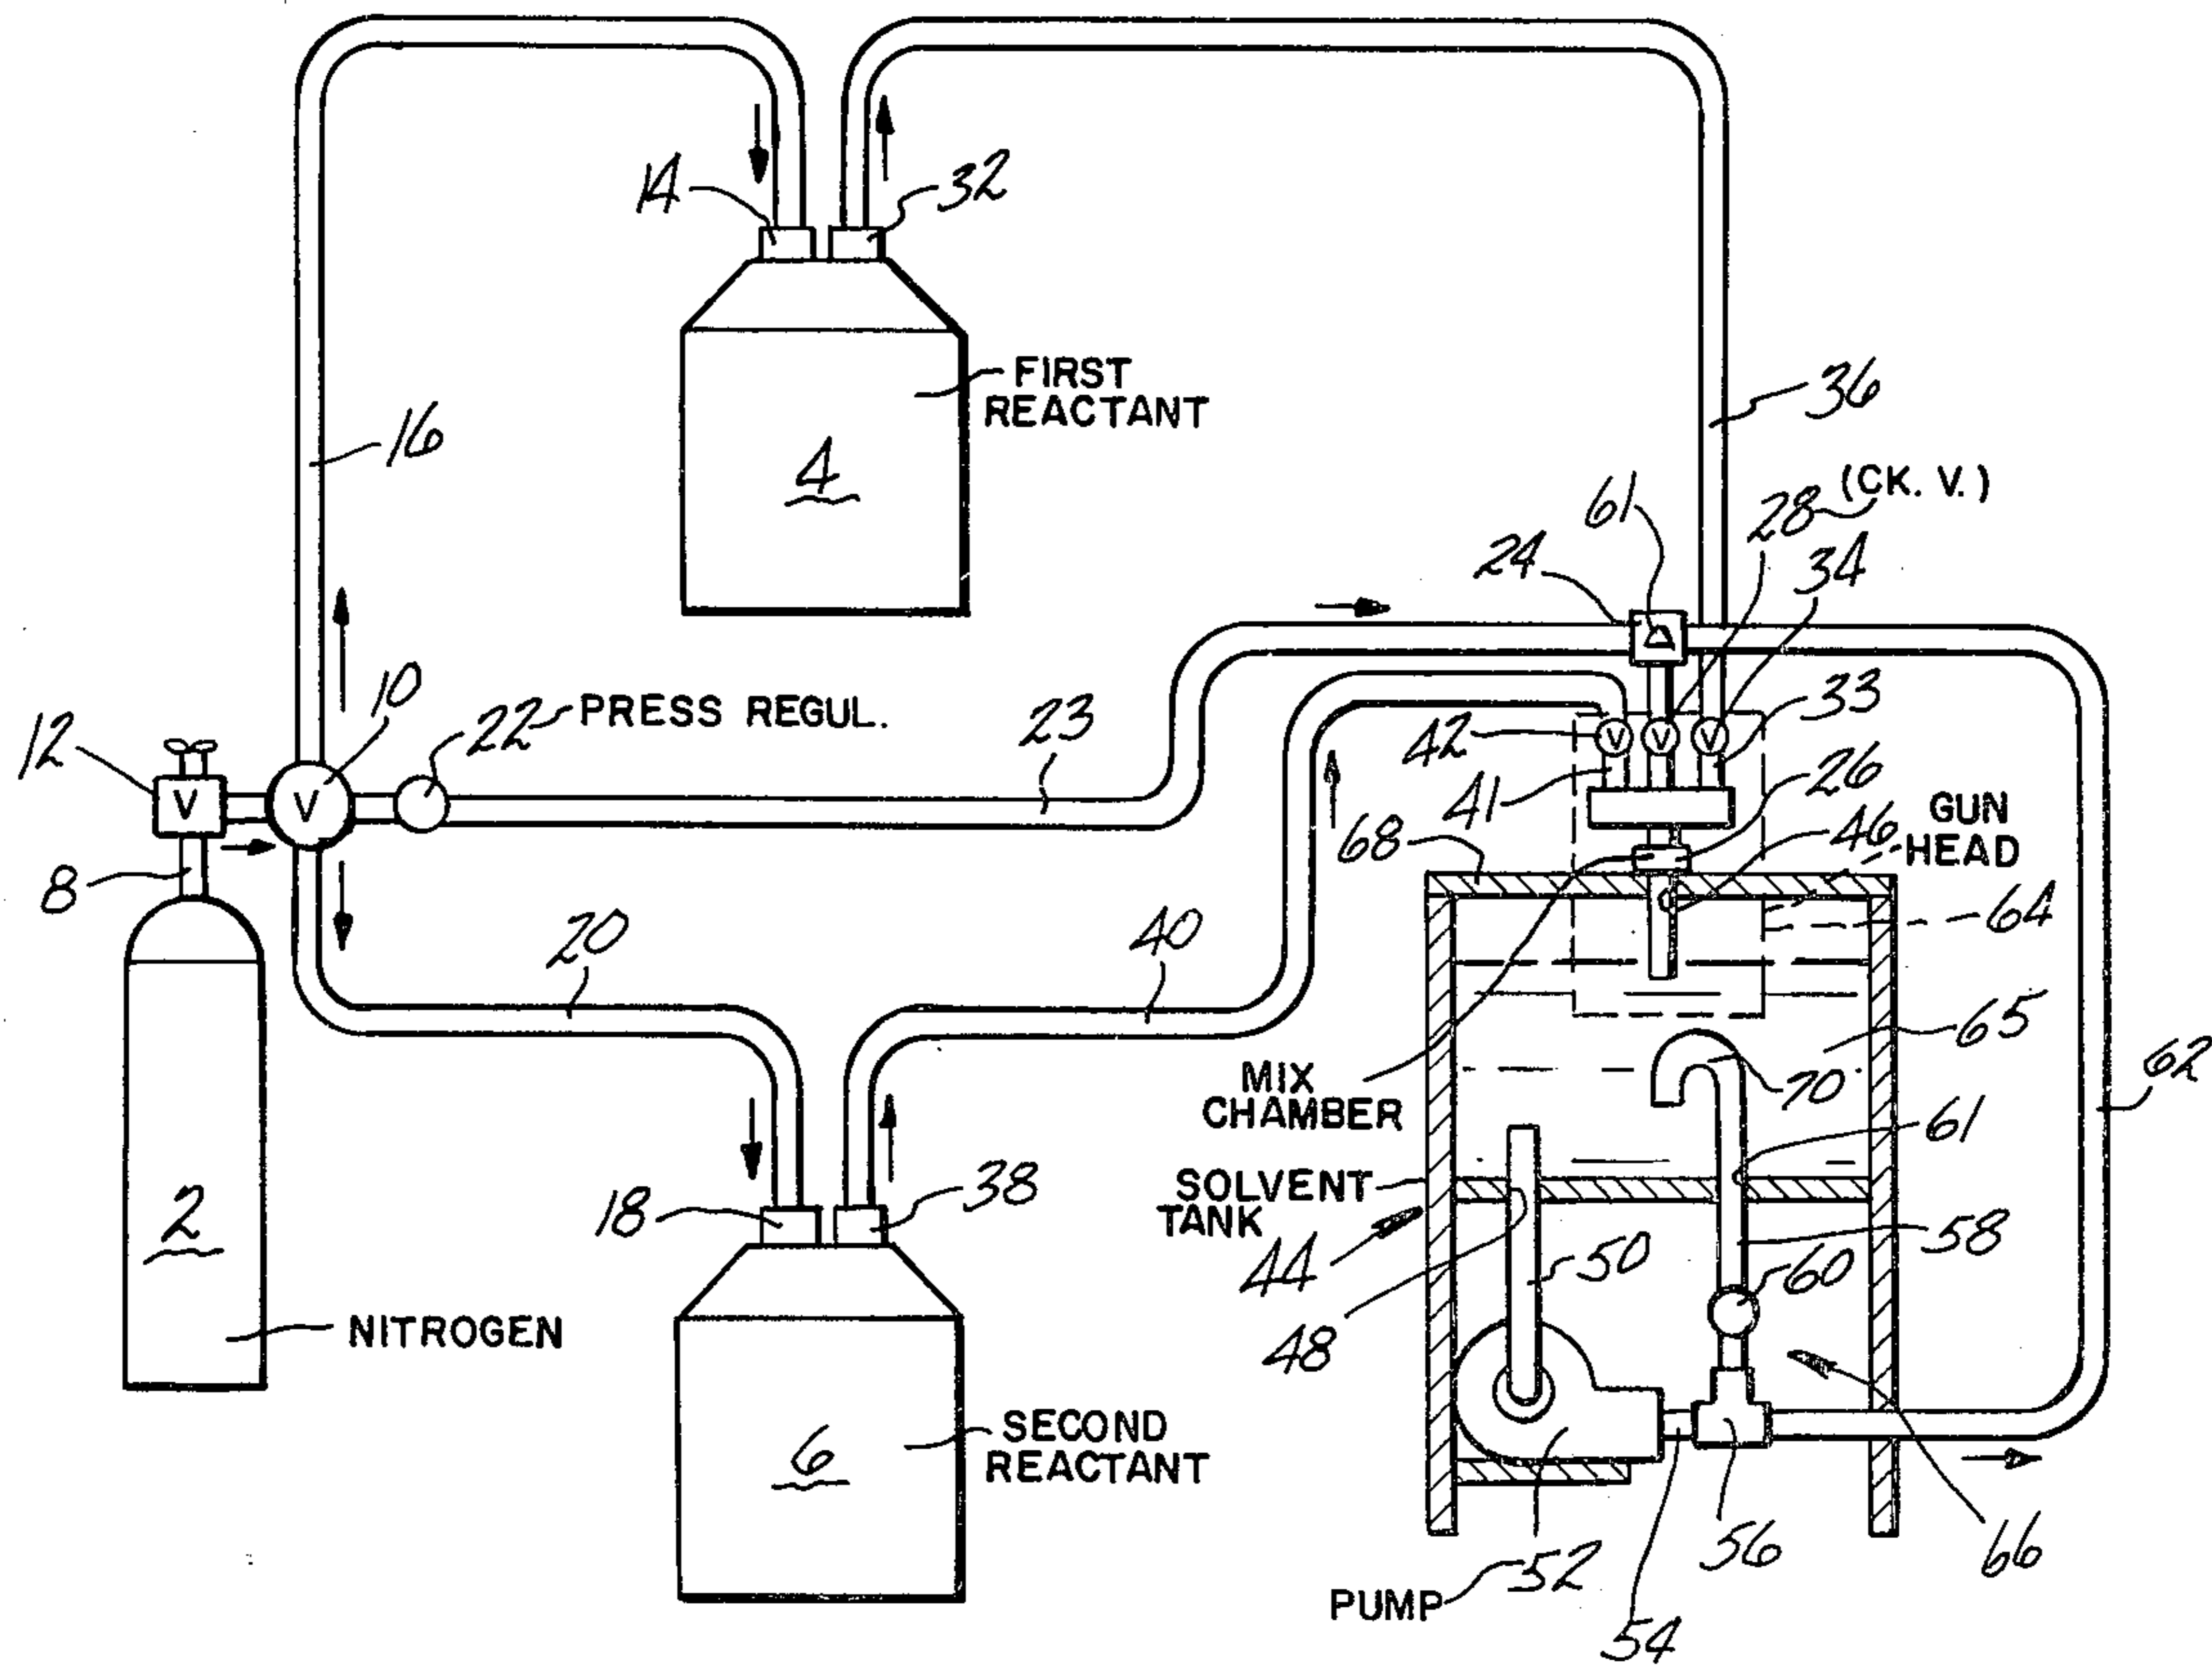 14
32
FIRST
REACTANT
4
16
36
(CK. V.)
28
61
24
34
10
22 PRESS REGUL.
23
33
12
V
V
42
V
V
V
41
26
GUN
HEAD
68
46
8
64
20
40
65
MIX
CHAMBER
70
62
61
SOLVENT
TANK
2
18
38
44
50
58
60
48
NITROGEN
SECOND
REACTANT
6
52
56
66
PUMP
54